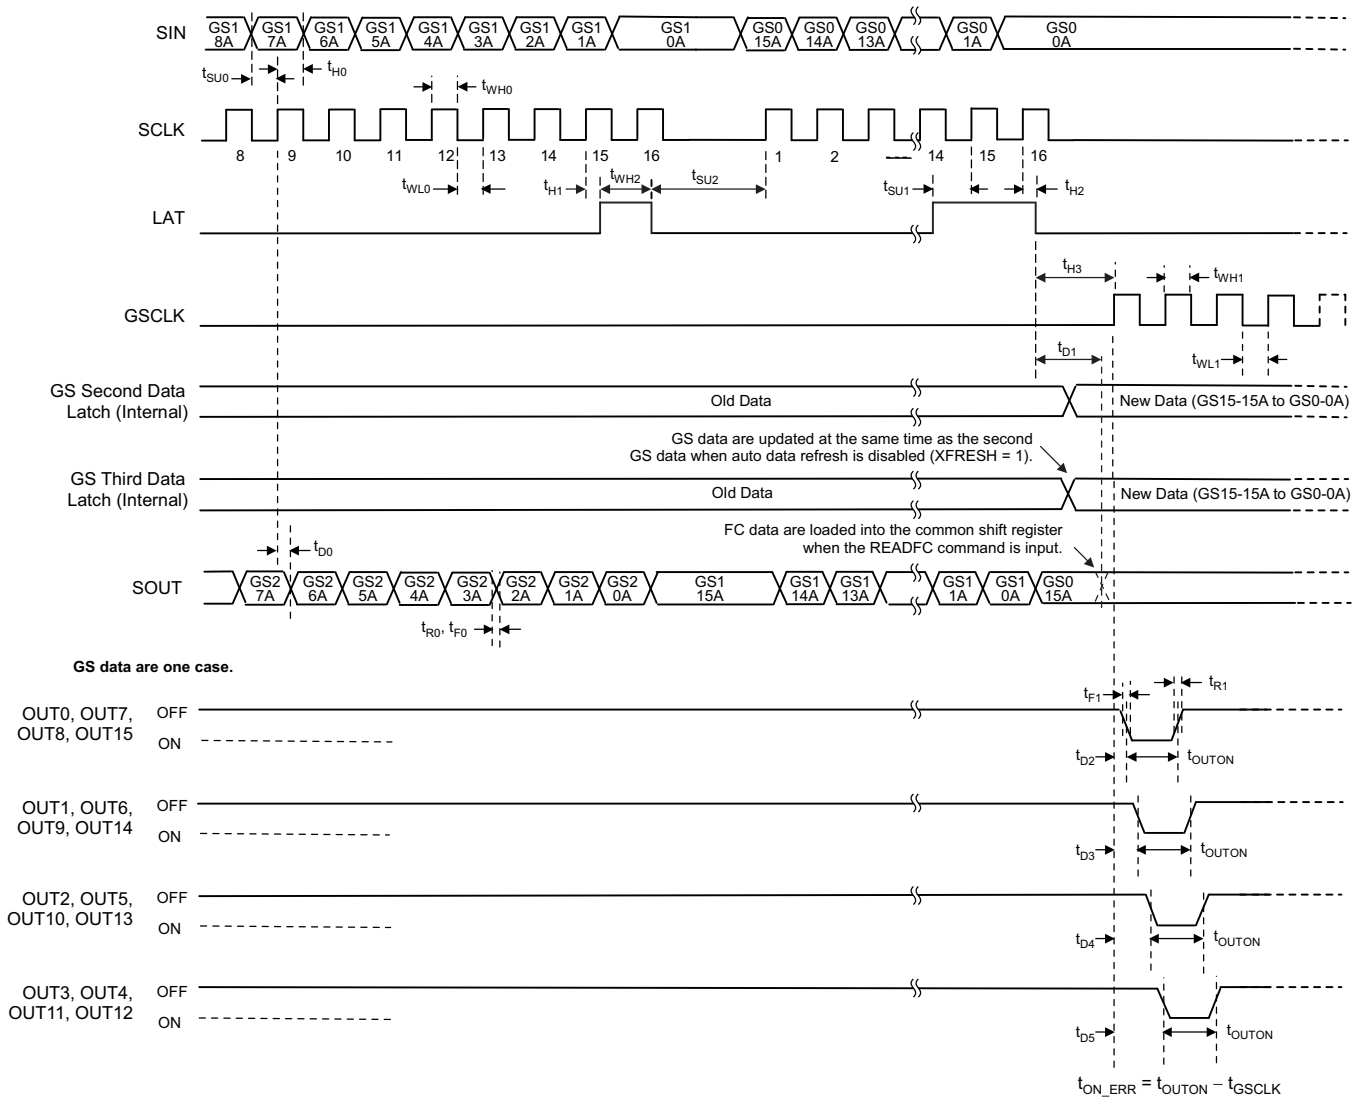 SIN
GS1 8A
GS1 7A
GS1 6A
GS1 5A
GS1 4A
GS1 3A
GS1 2A
GS1 1A
GS1 0A
GS0 15A
GS0 14A
GS0 13A
GS0 1A
GS0 0A
tSU0
tH0
tWH0
SCLK
8 9 10 11 12 13 14 15 16 1 2 14 15 16
tWL0
tH1
tWH2
tSU2
tSU1
tH2
LAT
tH3
tWH1
GSCLK
tD1
tWL1
GS Second Data
Latch (Internal)
Old Data
New Data (GS15-15A to GS0-0A)
GS data are updated at the same time as the second
GS data when auto data refresh is disabled (XFRESH = 1).
GS Third Data
Latch (Internal)
Old Data
New Data (GS15-15A to GS0-0A)
FC data are loaded into the common shift register
when the READFC command is input.
tD0
SOUT
GS2 7A
GS2 6A
GS2 5A
GS2 4A
GS2 3A
GS2 2A
GS2 1A
GS2 0A
GS1 15A
GS1 14A
GS1 13A
GS1 1A
GS1 0A
GS0 15A
tR0, tF0
GS data are one case.
tF1
tR1
OUT0, OUT7,
OUT8, OUT15
OFF
ON
tD2
tOUTON
OUT1, OUT6,
OUT9, OUT14
OFF
ON
tD3
tOUTON
OUT2, OUT5,
OUT10, OUT13
OFF
ON
tD4
tOUTON
OUT3, OUT4,
OUT11, OUT12
OFF
ON
tD5
tOUTON
tON_ERR = tOUTON − tGSCLK